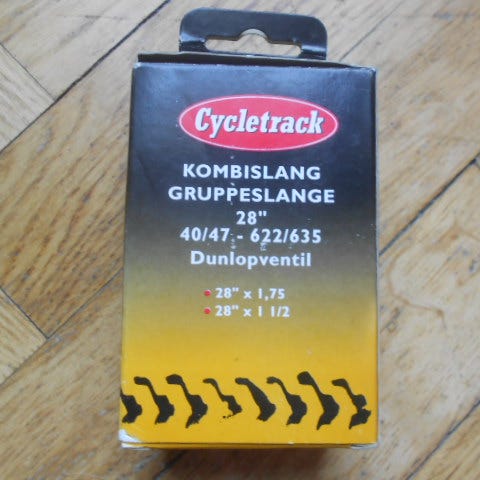 Cycletrack
KOMBISLANG
GRUPPESLANGE
28"
40/47 - 622/635
Dunlopventil
• 28" x 1,75
• 28" x 1 1/2